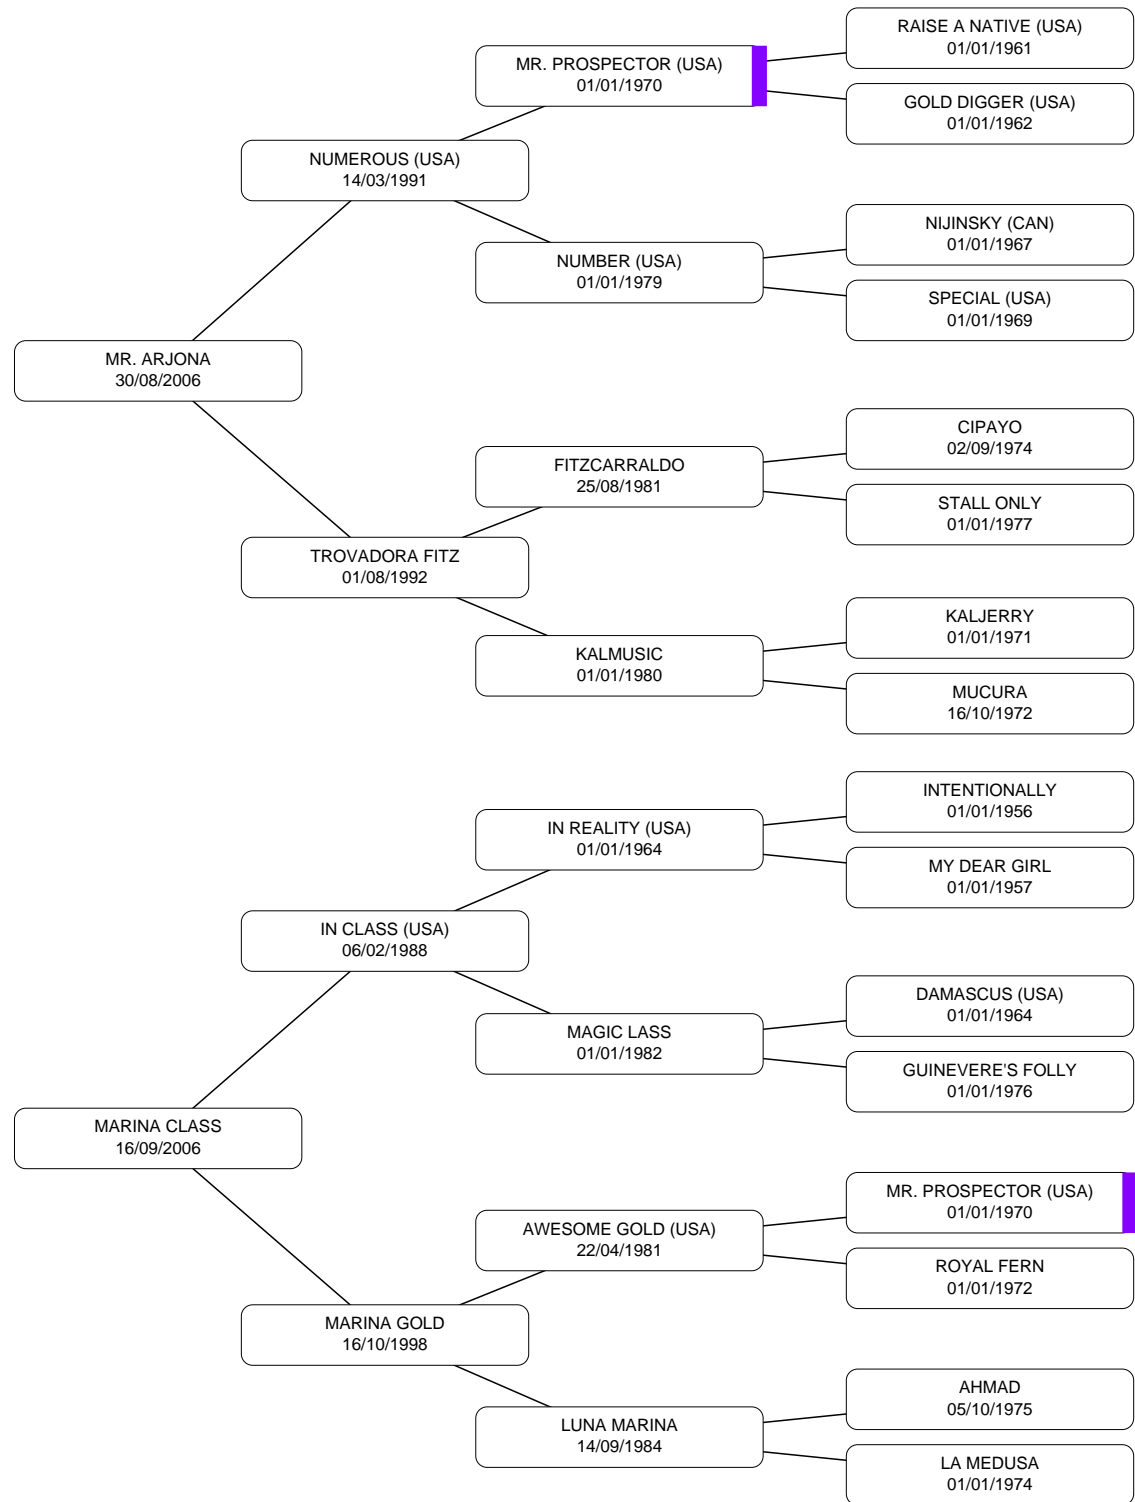 RAISE A NATIVE (USA)
01/01/1961
MR. PROSPECTOR (USA)
01/01/1970
GOLD DIGGER (USA)
01/01/1962
NUMEROUS (USA)
14/03/1991
NIJINSKY (CAN)
01/01/1967
NUMBER (USA)
01/01/1979
SPECIAL (USA)
01/01/1969
MR. ARJONA
30/08/2006
CIPAYO
02/09/1974
FITZCARRALDO
25/08/1981
STALL ONLY
01/01/1977
TROVADORA FITZ
01/08/1992
KALJERRY
01/01/1971
KALMUSIC
01/01/1980
MUCURA
16/10/1972
INTENTIONALLY
01/01/1956
IN REALITY (USA)
01/01/1964
MY DEAR GIRL
01/01/1957
IN CLASS (USA)
06/02/1988
DAMASCUS (USA)
01/01/1964
MAGIC LASS
01/01/1982
GUINEVERE'S FOLLY
01/01/1976
MARINA CLASS
16/09/2006
MR. PROSPECTOR (USA)
01/01/1970
AWESOME GOLD (USA)
22/04/1981
ROYAL FERN
01/01/1972
MARINA GOLD
16/10/1998
AHMAD
05/10/1975
LUNA MARINA
14/09/1984
LA MEDUSA
01/01/1974